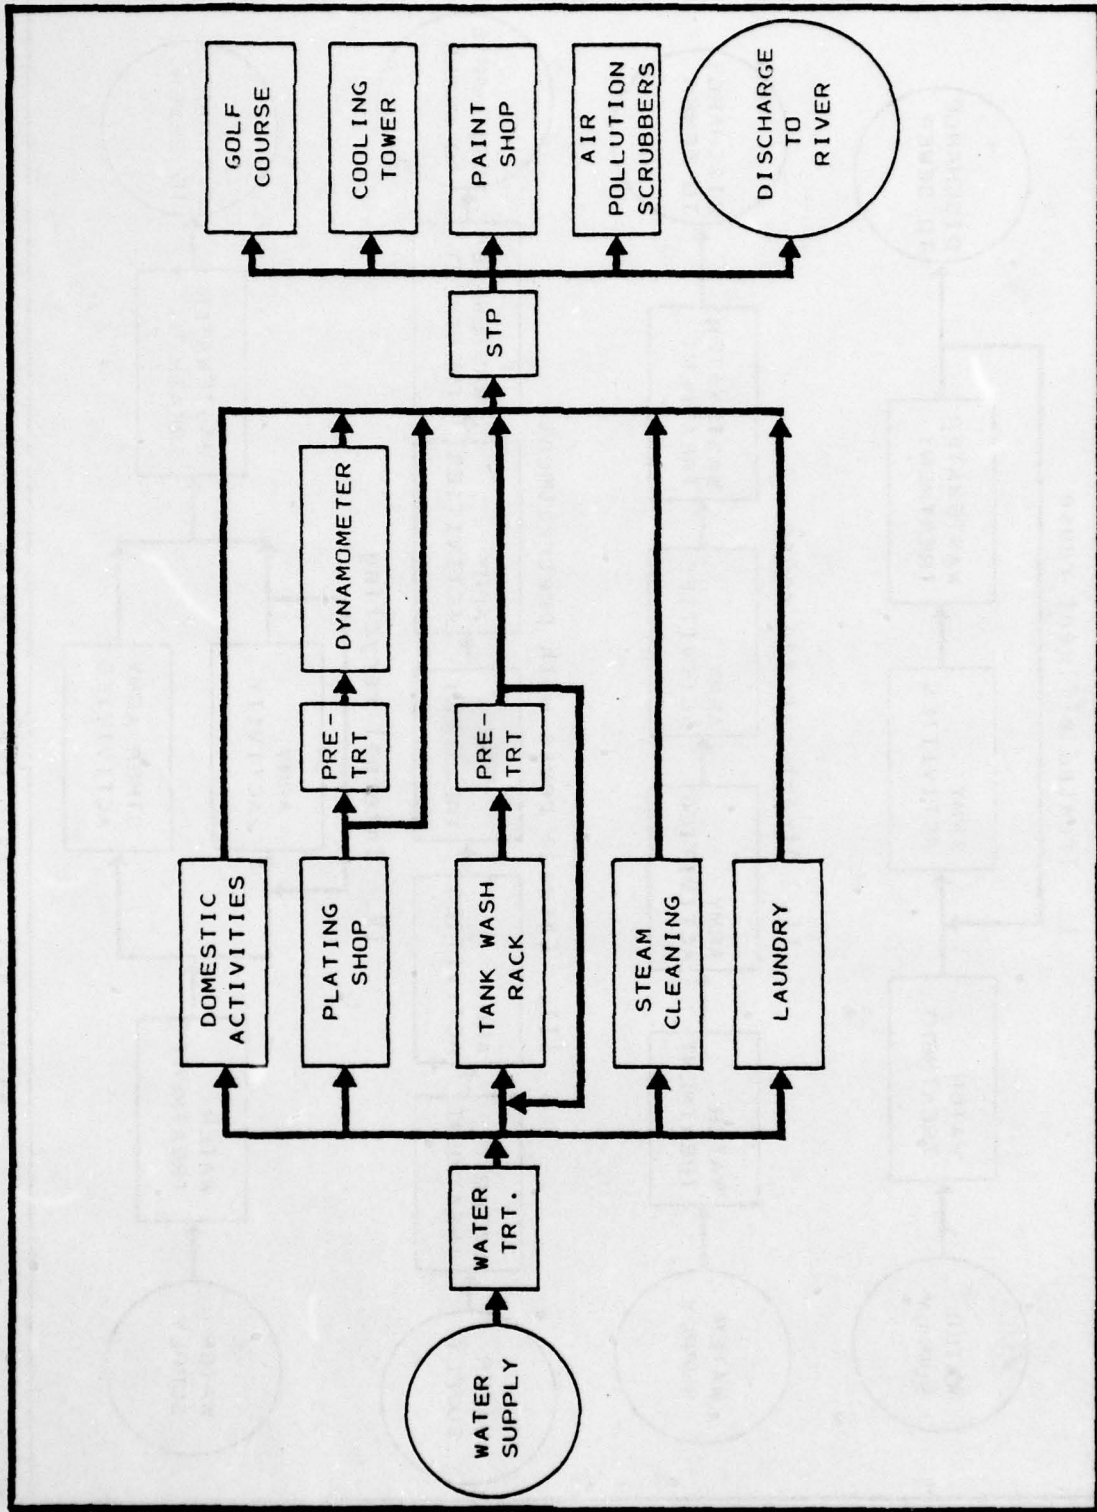 WATER
SUPPLY
WATER
TRT.
DOMESTIC
ACTIVITIES
PLATING
SHOP
TANK WASH
RACK
STEAM
CLEANING
LAUNDRY
PRE-
TRT
DYNAMOMETER
PRE-
TRT
STP
GOLF
COURSE
COOLING
TOWER
PAINT
SHOP
AIR
POLLUTION
SCRUBBERS
DISCHARGE
TO
RIVER